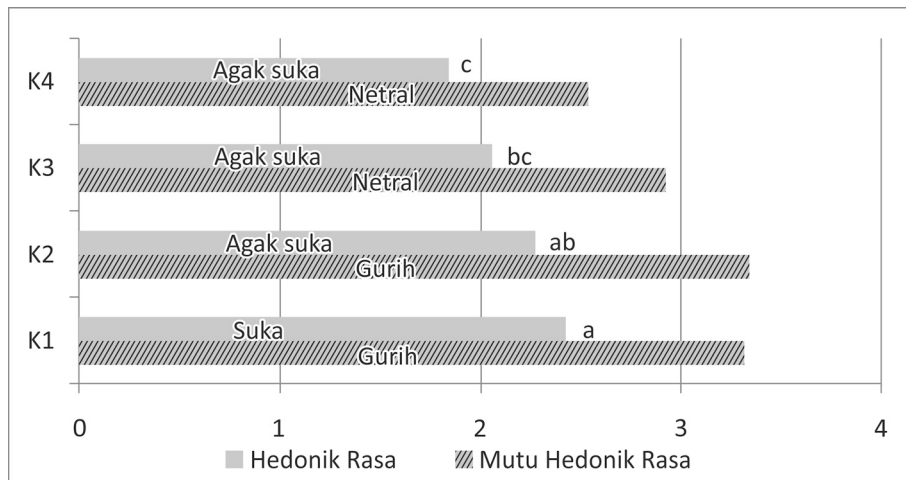 K4
Agak suka
c
Netral
K3
Agak suka
bc
Netral
K2
Agak suka
ab
Gurih
K1
Suka
a
Gurih
0 1 2 3 4
Hedonik Rasa Mutu Hedonik Rasa